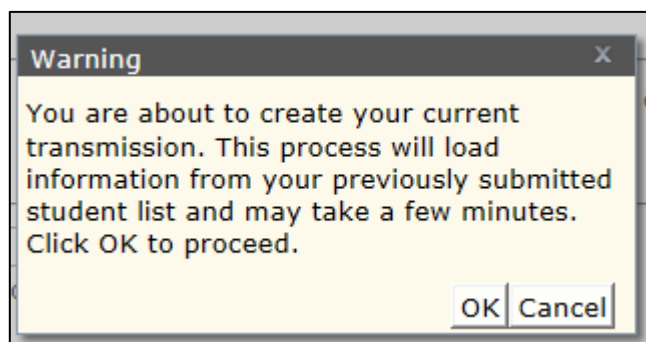 Warning
x
You are about to create your current
transmission. This process will load
information from your previously submitted
student list and may take a few minutes.
Click OK to proceed.
OK Cancel